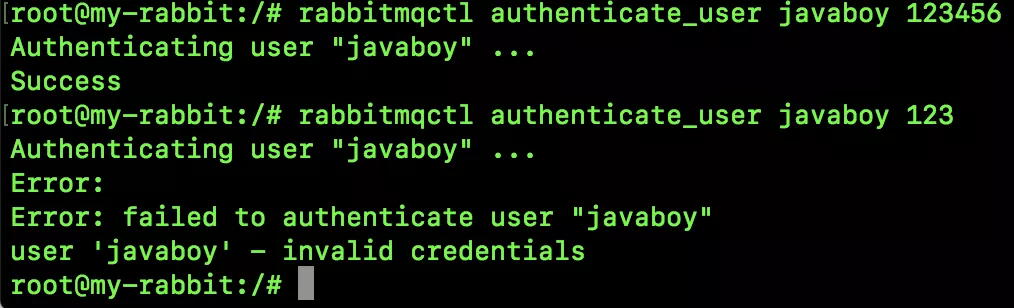 [root@my-rabbit:/# rabbitmqctl authenticate_user javaboy 123456
Authenticating user "javaboy" ...
Success
[root@my-rabbit:/# rabbitmqctl authenticate_user javaboy 123
Authenticating user "javaboy" ...
Error:
Error: failed to authenticate user "javaboy"
user 'javaboy' - invalid credentials
root@my-rabbit:/#